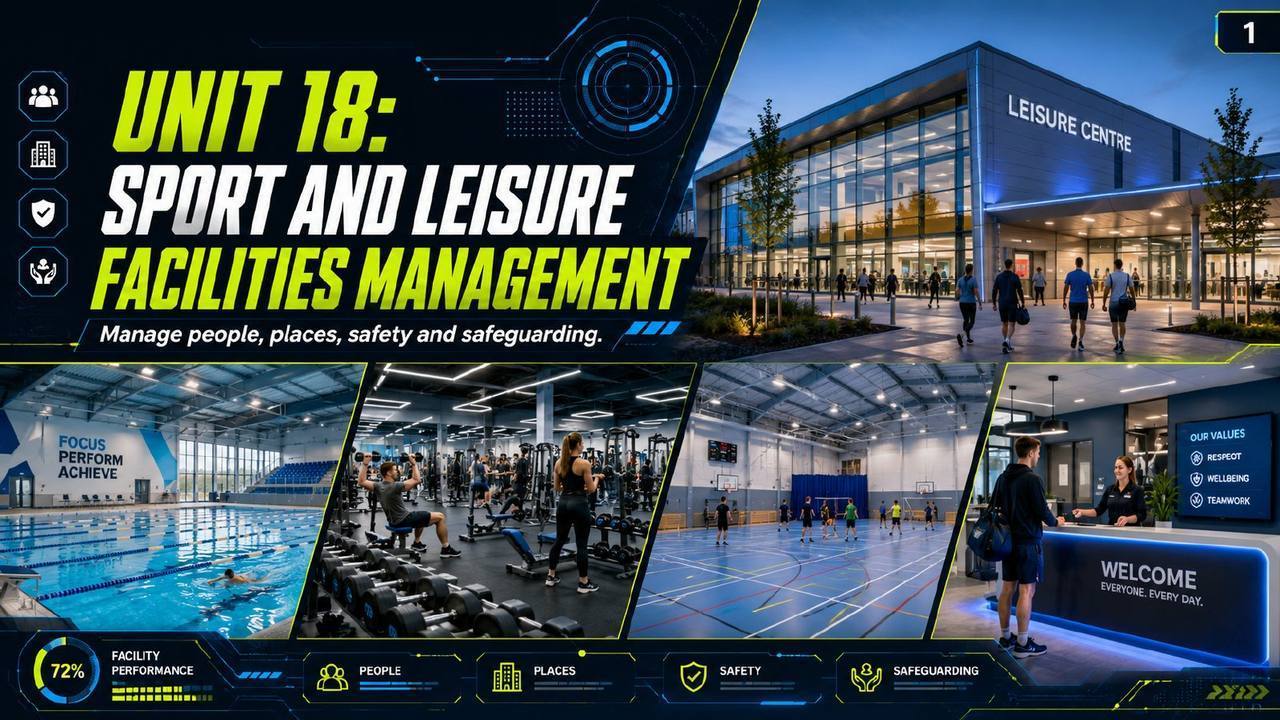 1
UNIT 18:
SPORT AND LEISURE
FACILITIES MANAGEMENT
Manage people, places, safety and safeguarding.
LEISURE CENTRE
FOCUS
PERFORM
ACHIEVE
OUR VALUES
RESPECT
WELLBEING
TEAMWORK
WELCOME
EVERYONE. EVERY DAY.
72%
FACILITY
PERFORMANCE
PEOPLE
PLACES
SAFETY
SAFEGUARDING